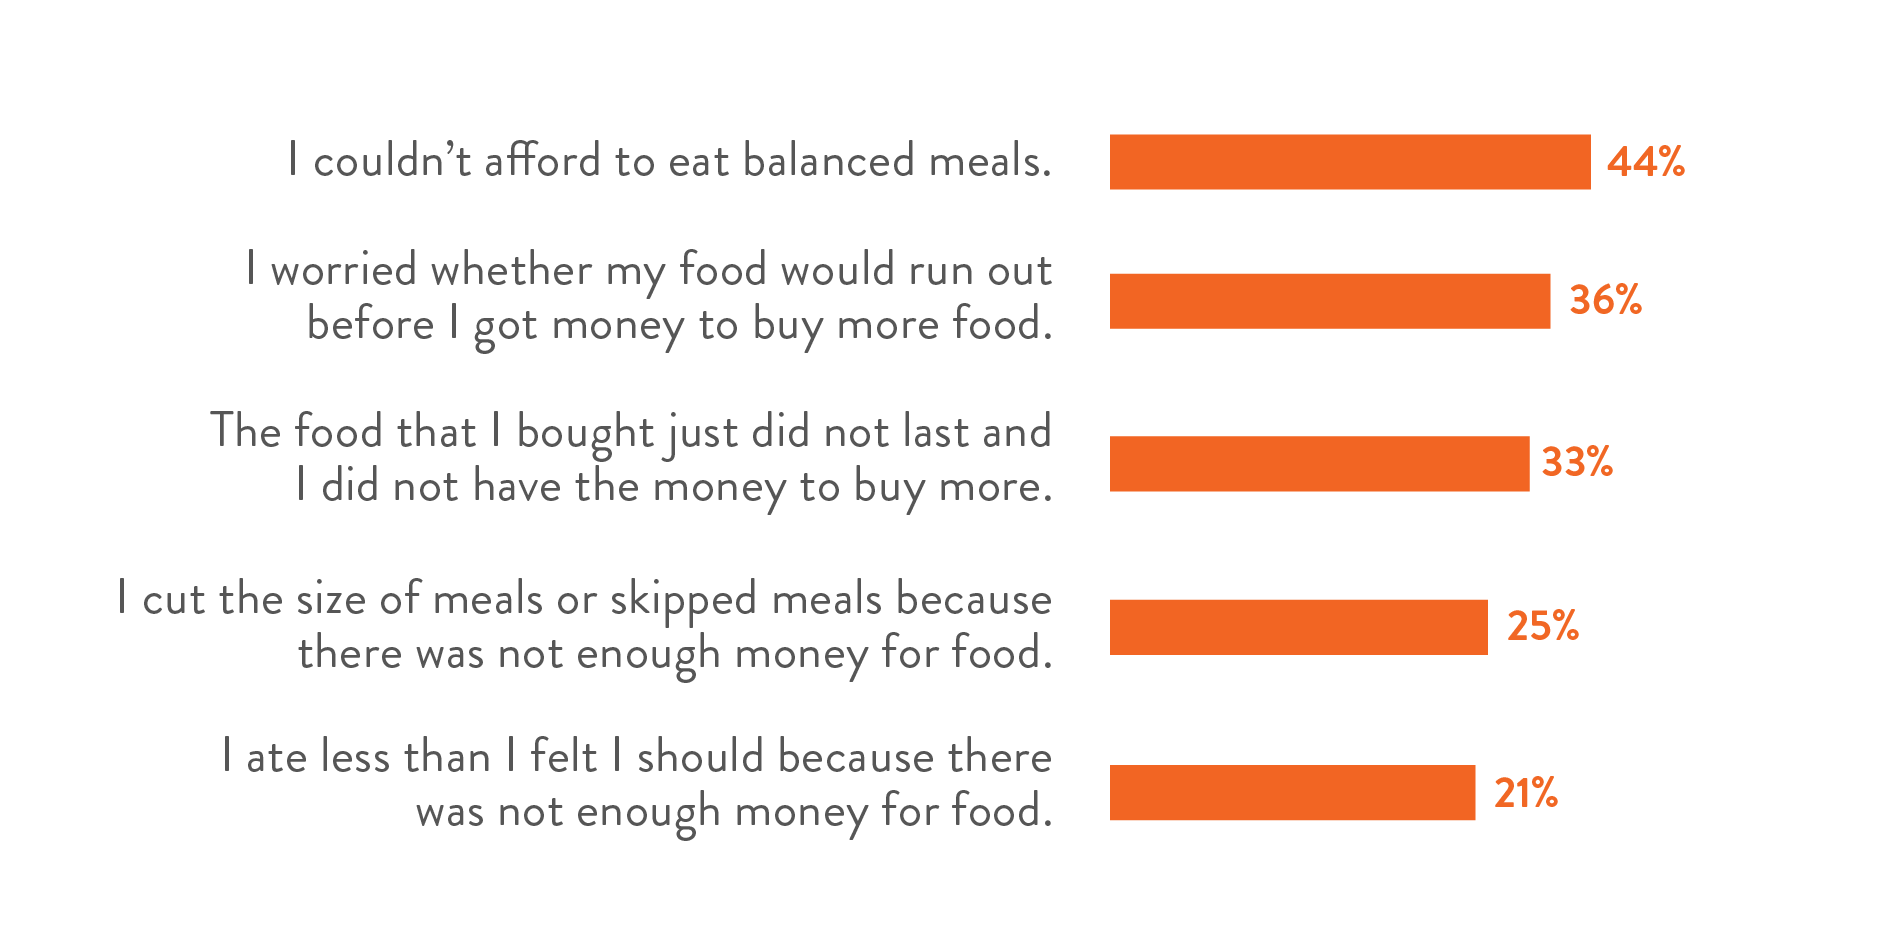 I couldn’t afford to eat balanced meals.
44%
I worried whether my food would run out
before I got money to buy more food.
36%
The food that I bought just did not last and
I did not have the money to buy more.
33%
I cut the size of meals or skipped meals because
there was not enough money for food.
25%
I ate less than I felt I should because there
was not enough money for food.
21%